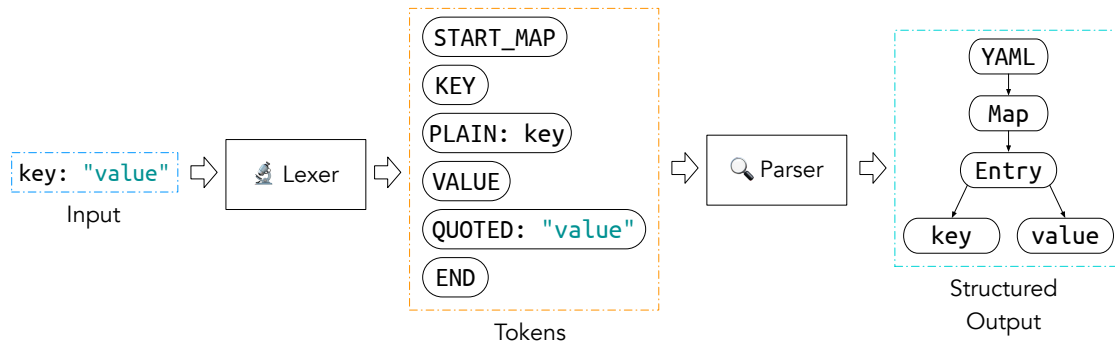 key: "value"
Input
Lexer
START_MAP
KEY
PLAIN: key
VALUE
QUOTED: "value"
END
Tokens
Parser
YAML
Map
Entry
key
value
Structured
Output